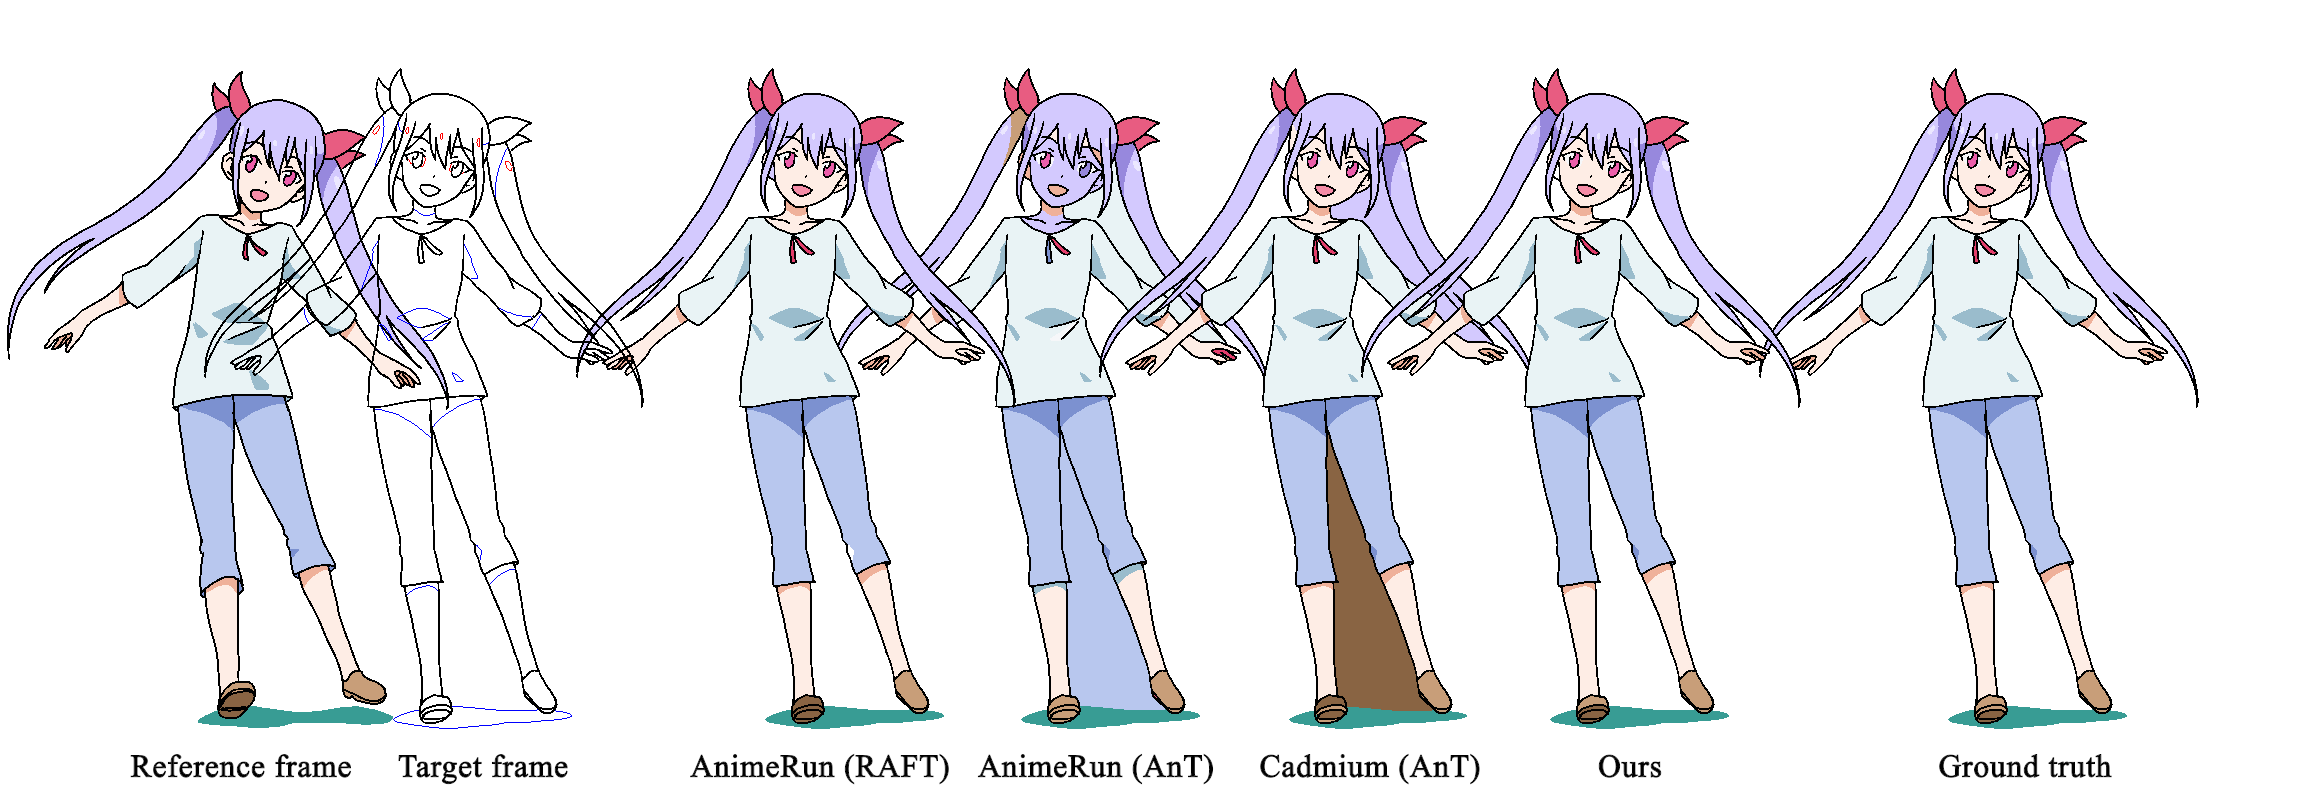 Reference frame
Target frame
AnimeRun (RAFT)
AnimeRun (AnT)
Cadmium (AnT)
Ours
Ground truth